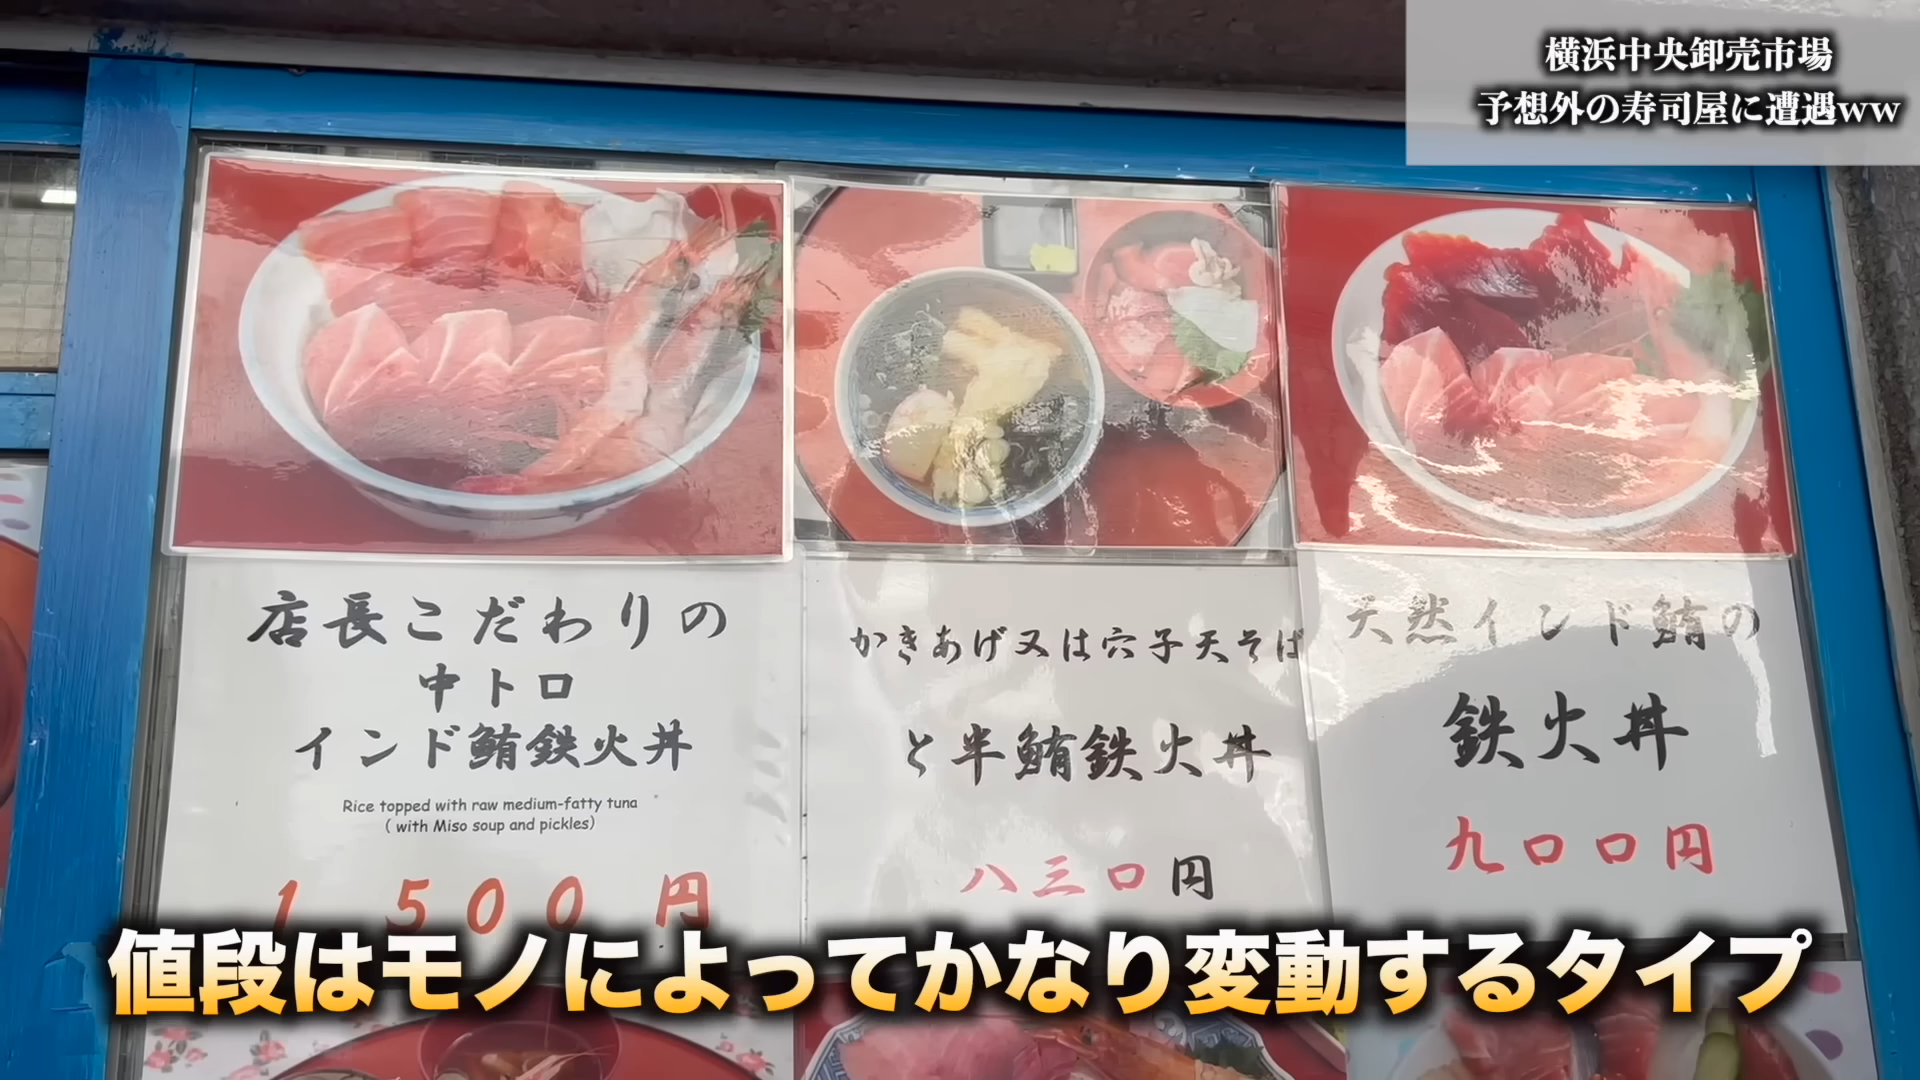 横浜中央卸売市場
予想外の寿司屋に遭遇ww
店長こだわりの
中トロ
インド鮪鉄火丼
Rice topped with raw medium-fatty tuna
( with Miso soup and pickles)
1 500 円
かきあげ又は穴子天そば
と半鮪鉄火丼
八三〇円
天然インド鮪の
鉄火丼
九〇〇円
値段はモノによってかなり変動するタイプ